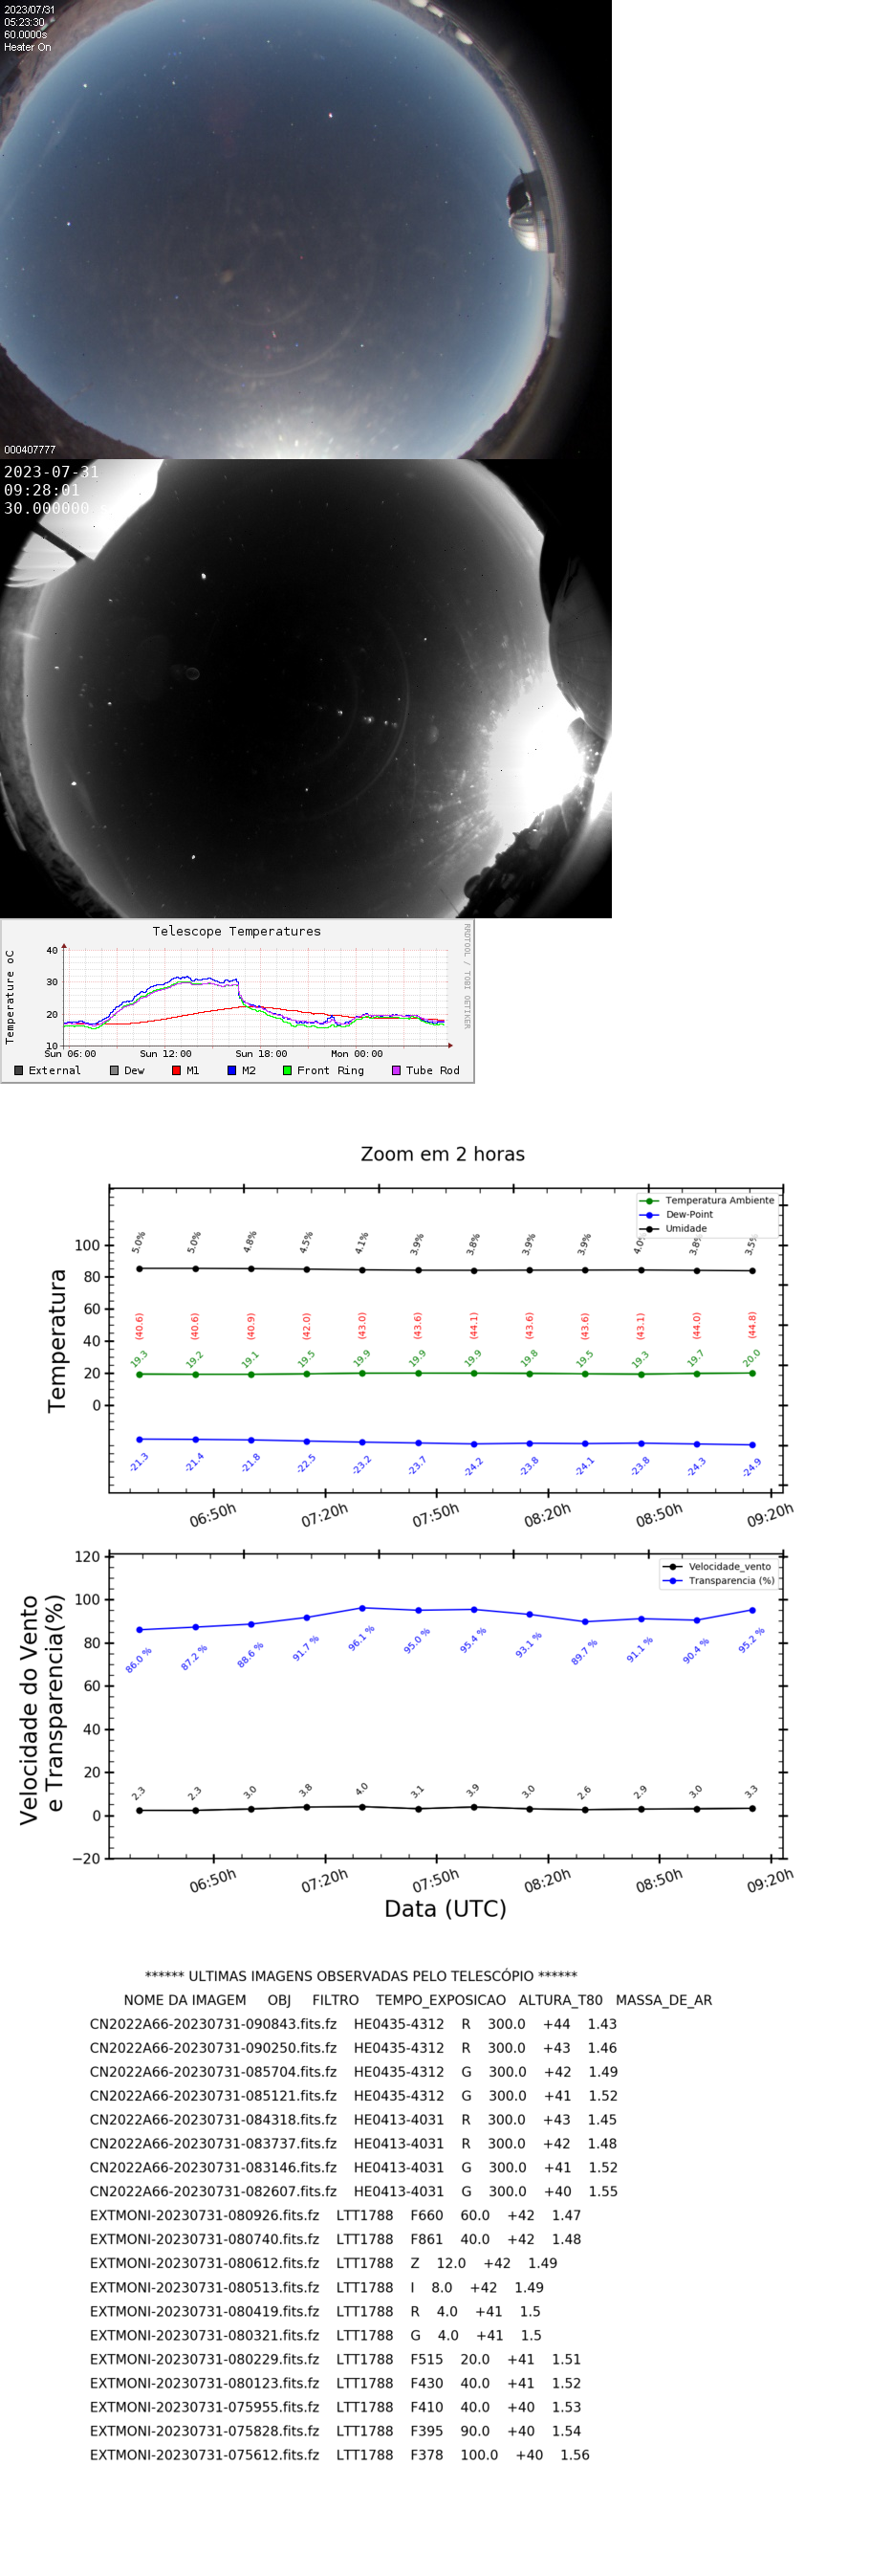 2023/07/31
05:23:30
60.0000s
Heater On
000407777
2023-07-31
09:28:01
30.000000 s
Telescope Temperatures
RRDTOOL / TOBI OETIKER
Temperature oC
40
30
20
10
Sun 06:00 Sun 12:00 Sun 18:00 Mon 00:00
External Dew M1 M2 Front Ring Tube Rod
Zoom em 2 horas
Temperatura Ambiente
Dew-Point
Umidade
Temperatura
100
80
60
40
20
0
5.0% 5.0% 4.8% 4.5% 4.1% 3.9% 3.8% 3.9% 3.9% 4.0% 3.8% 3.5%
(40.6) (40.6) (40.9) (42.0) (43.0) (43.6) (44.1) (43.6) (43.6) (43.1) (44.0) (44.8)
19.3 19.2 19.1 19.5 19.9 19.9 19.9 19.8 19.5 19.3 19.7 20.0
-21.3 -21.4 -21.8 -22.5 -23.2 -23.7 -24.2 -23.8 -24.1 -23.8 -24.3 -24.9
06:50h 07:20h 07:50h 08:20h 08:50h 09:20h
Velocidade_vento
Transparencia (%)
Velocidade do Vento
e Transparencia(%)
120
100
80
60
40
20
0
−20
86.0 % 87.2 % 88.6 % 91.7 % 96.1 % 95.0 % 95.4 % 93.1 % 89.7 % 91.1 % 90.4 % 95.2 %
2.3 2.3 3.0 3.8 4.0 3.1 3.9 3.0 2.6 2.9 3.0 3.3
06:50h 07:20h 07:50h 08:20h 08:50h 09:20h
Data (UTC)
****** ULTIMAS IMAGENS OBSERVADAS PELO TELESCÓPIO ******
NOME DA IMAGEM OBJ FILTRO TEMPO_EXPOSICAO ALTURA_T80 MASSA_DE_AR
CN2022A66-20230731-090843.fits.fz HE0435-4312 R 300.0 +44 1.43
CN2022A66-20230731-090250.fits.fz HE0435-4312 R 300.0 +43 1.46
CN2022A66-20230731-085704.fits.fz HE0435-4312 G 300.0 +42 1.49
CN2022A66-20230731-085121.fits.fz HE0435-4312 G 300.0 +41 1.52
CN2022A66-20230731-084318.fits.fz HE0413-4031 R 300.0 +43 1.45
CN2022A66-20230731-083737.fits.fz HE0413-4031 R 300.0 +42 1.48
CN2022A66-20230731-083146.fits.fz HE0413-4031 G 300.0 +41 1.52
CN2022A66-20230731-082607.fits.fz HE0413-4031 G 300.0 +40 1.55
EXTMONI-20230731-080926.fits.fz LTT1788 F660 60.0 +42 1.47
EXTMONI-20230731-080740.fits.fz LTT1788 F861 40.0 +42 1.48
EXTMONI-20230731-080612.fits.fz LTT1788 Z 12.0 +42 1.49
EXTMONI-20230731-080513.fits.fz LTT1788 I 8.0 +42 1.49
EXTMONI-20230731-080419.fits.fz LTT1788 R 4.0 +41 1.5
EXTMONI-20230731-080321.fits.fz LTT1788 G 4.0 +41 1.5
EXTMONI-20230731-080229.fits.fz LTT1788 F515 20.0 +41 1.51
EXTMONI-20230731-080123.fits.fz LTT1788 F430 40.0 +41 1.52
EXTMONI-20230731-075955.fits.fz LTT1788 F410 40.0 +40 1.53
EXTMONI-20230731-075828.fits.fz LTT1788 F395 90.0 +40 1.54
EXTMONI-20230731-075612.fits.fz LTT1788 F378 100.0 +40 1.56